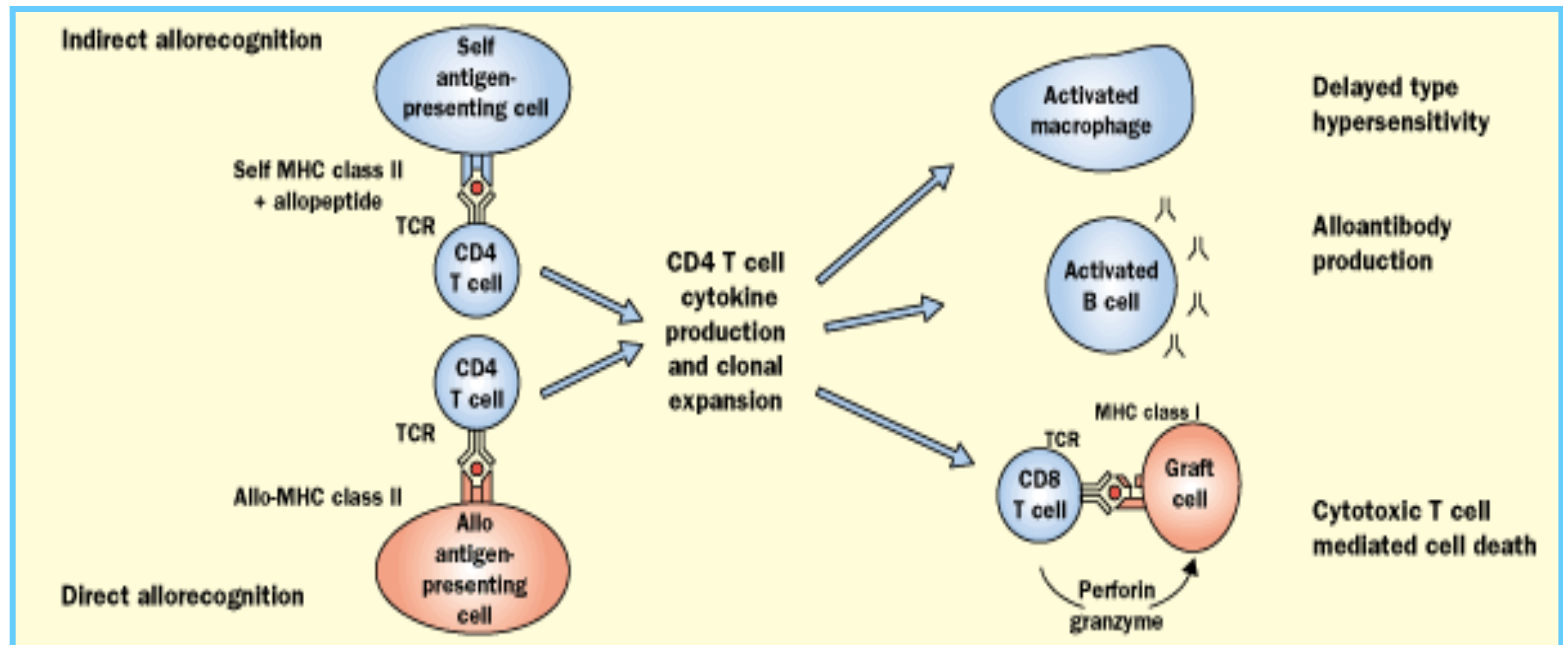 Indirect allorecognition
Self
antigen-
presenting cell
Self MHC class II
+ allopeptide
TCR
CD4
T cell
CD4
T cell
TCR
Allo-MHC class II
Allo
antigen-
presenting
cell
Direct allorecognition
CD4 T cell
cytokine
production
and clonal
expansion
Activated
macrophage
Delayed type
hypersensitivity
Activated
B cell
Alloantibody
production
MHC class I
TCR
CD8
T cell
Graft
cell
Perforin
granzyme
Cytotoxic T cell
mediated cell death